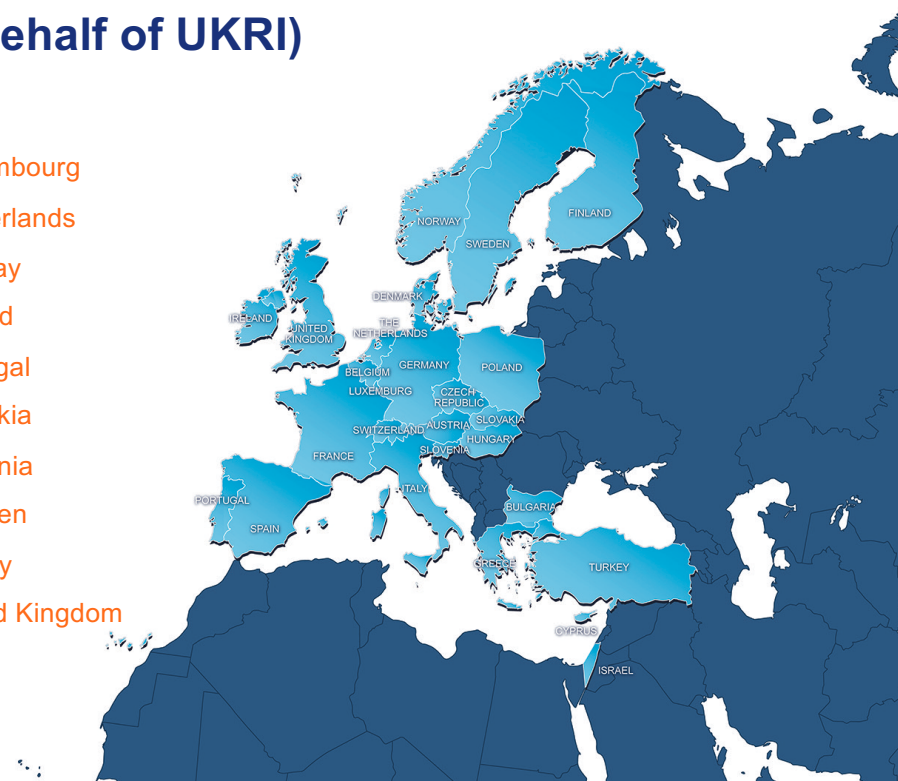 ehalf of UKRI)
mbourg
erlands
ay
d
gal
kia
nia
en
y
d Kingdom
NORWAY
FINLAND
SWEDEN
DENMARK
IRELAND
UNITED
KINGDOM
THE
NETHERLANDS
GERMANY
POLAND
BELGIUM
LUXEMBURG
CZECH
REPUBLIC
SLOVAKIA
SWITZERLAND
AUSTRIA
HUNGARY
SLOVENIA
FRANCE
ITALY
PORTUGAL
SPAIN
BULGARIA
GREECE
TURKEY
CYPRUS
ISRAEL